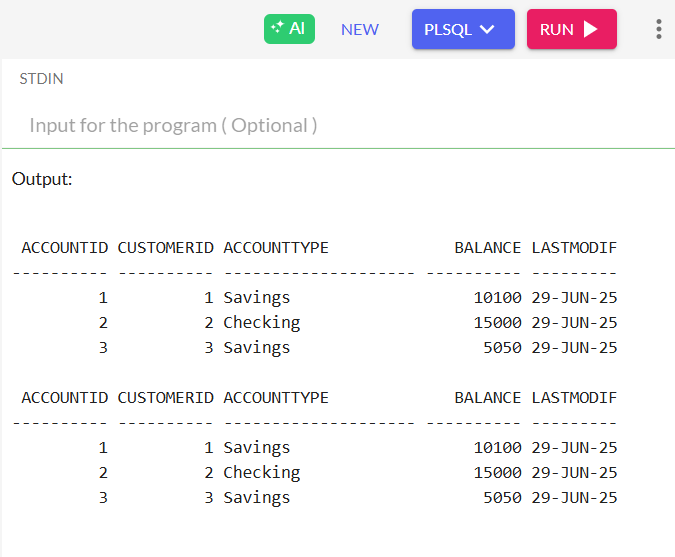 AI NEW PLSQL RUN
STDIN
Input for the program ( Optional )
Output:
ACCOUNTID CUSTOMERID ACCOUNTTYPE                BALANCE LASTMODIF
---------- ---------- -------------------- ---------- ---------
         1          1 Savings                   10100 29-JUN-25
         2          2 Checking                  15000 29-JUN-25
         3          3 Savings                    5050 29-JUN-25
ACCOUNTID CUSTOMERID ACCOUNTTYPE                BALANCE LASTMODIF
---------- ---------- -------------------- ---------- ---------
         1          1 Savings                   10100 29-JUN-25
         2          2 Checking                  15000 29-JUN-25
         3          3 Savings                    5050 29-JUN-25